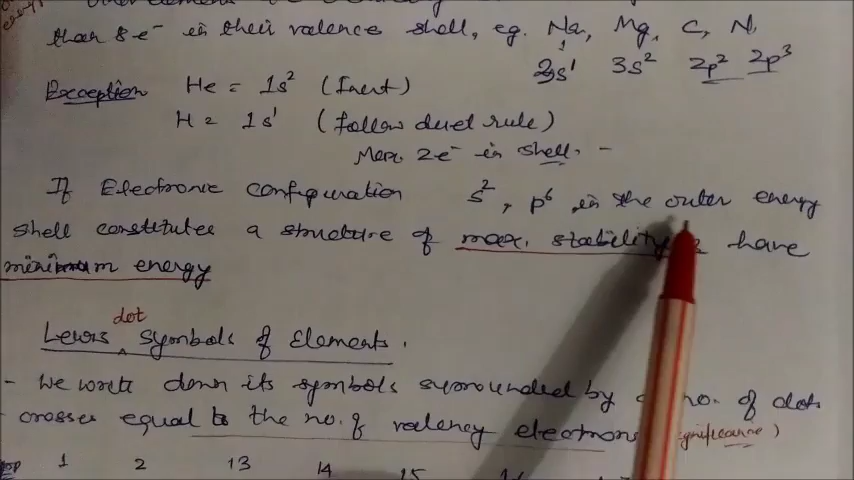 than 8e⁻ in their valence shell, eg. Na, Mg, C, N
3s¹ 3s² 2p² 2p³
Exception He = 1s² (Inert)
H = 1s¹ (follow duet rule)
Max. 2e⁻ in shell. -
If Electronic configuration s², p⁶ in the outer energy
shell constitutes a structure of max. stability & have
minimum energy
Lewis dot symbols of Elements.
- We write down its symbols surrounded by no. of dots
- crosses equal to the no. of valency electrons significance)
1 2 13 14 15